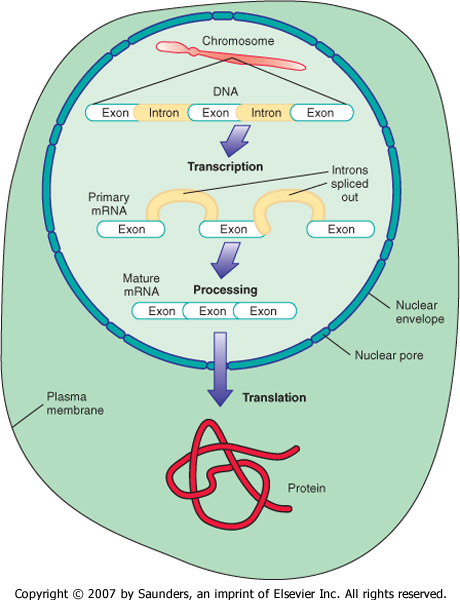 Chromosome
DNA
Exon Intron Exon Intron Exon
Transcription
Introns
spliced
out
Primary
mRNA
Exon Exon Exon
Mature
mRNA
Processing
Exon Exon Exon
Nuclear
envelope
Nuclear pore
Plasma
membrane
Translation
Protein
Copyright © 2007 by Saunders, an imprint of Elsevier Inc. All rights reserved.